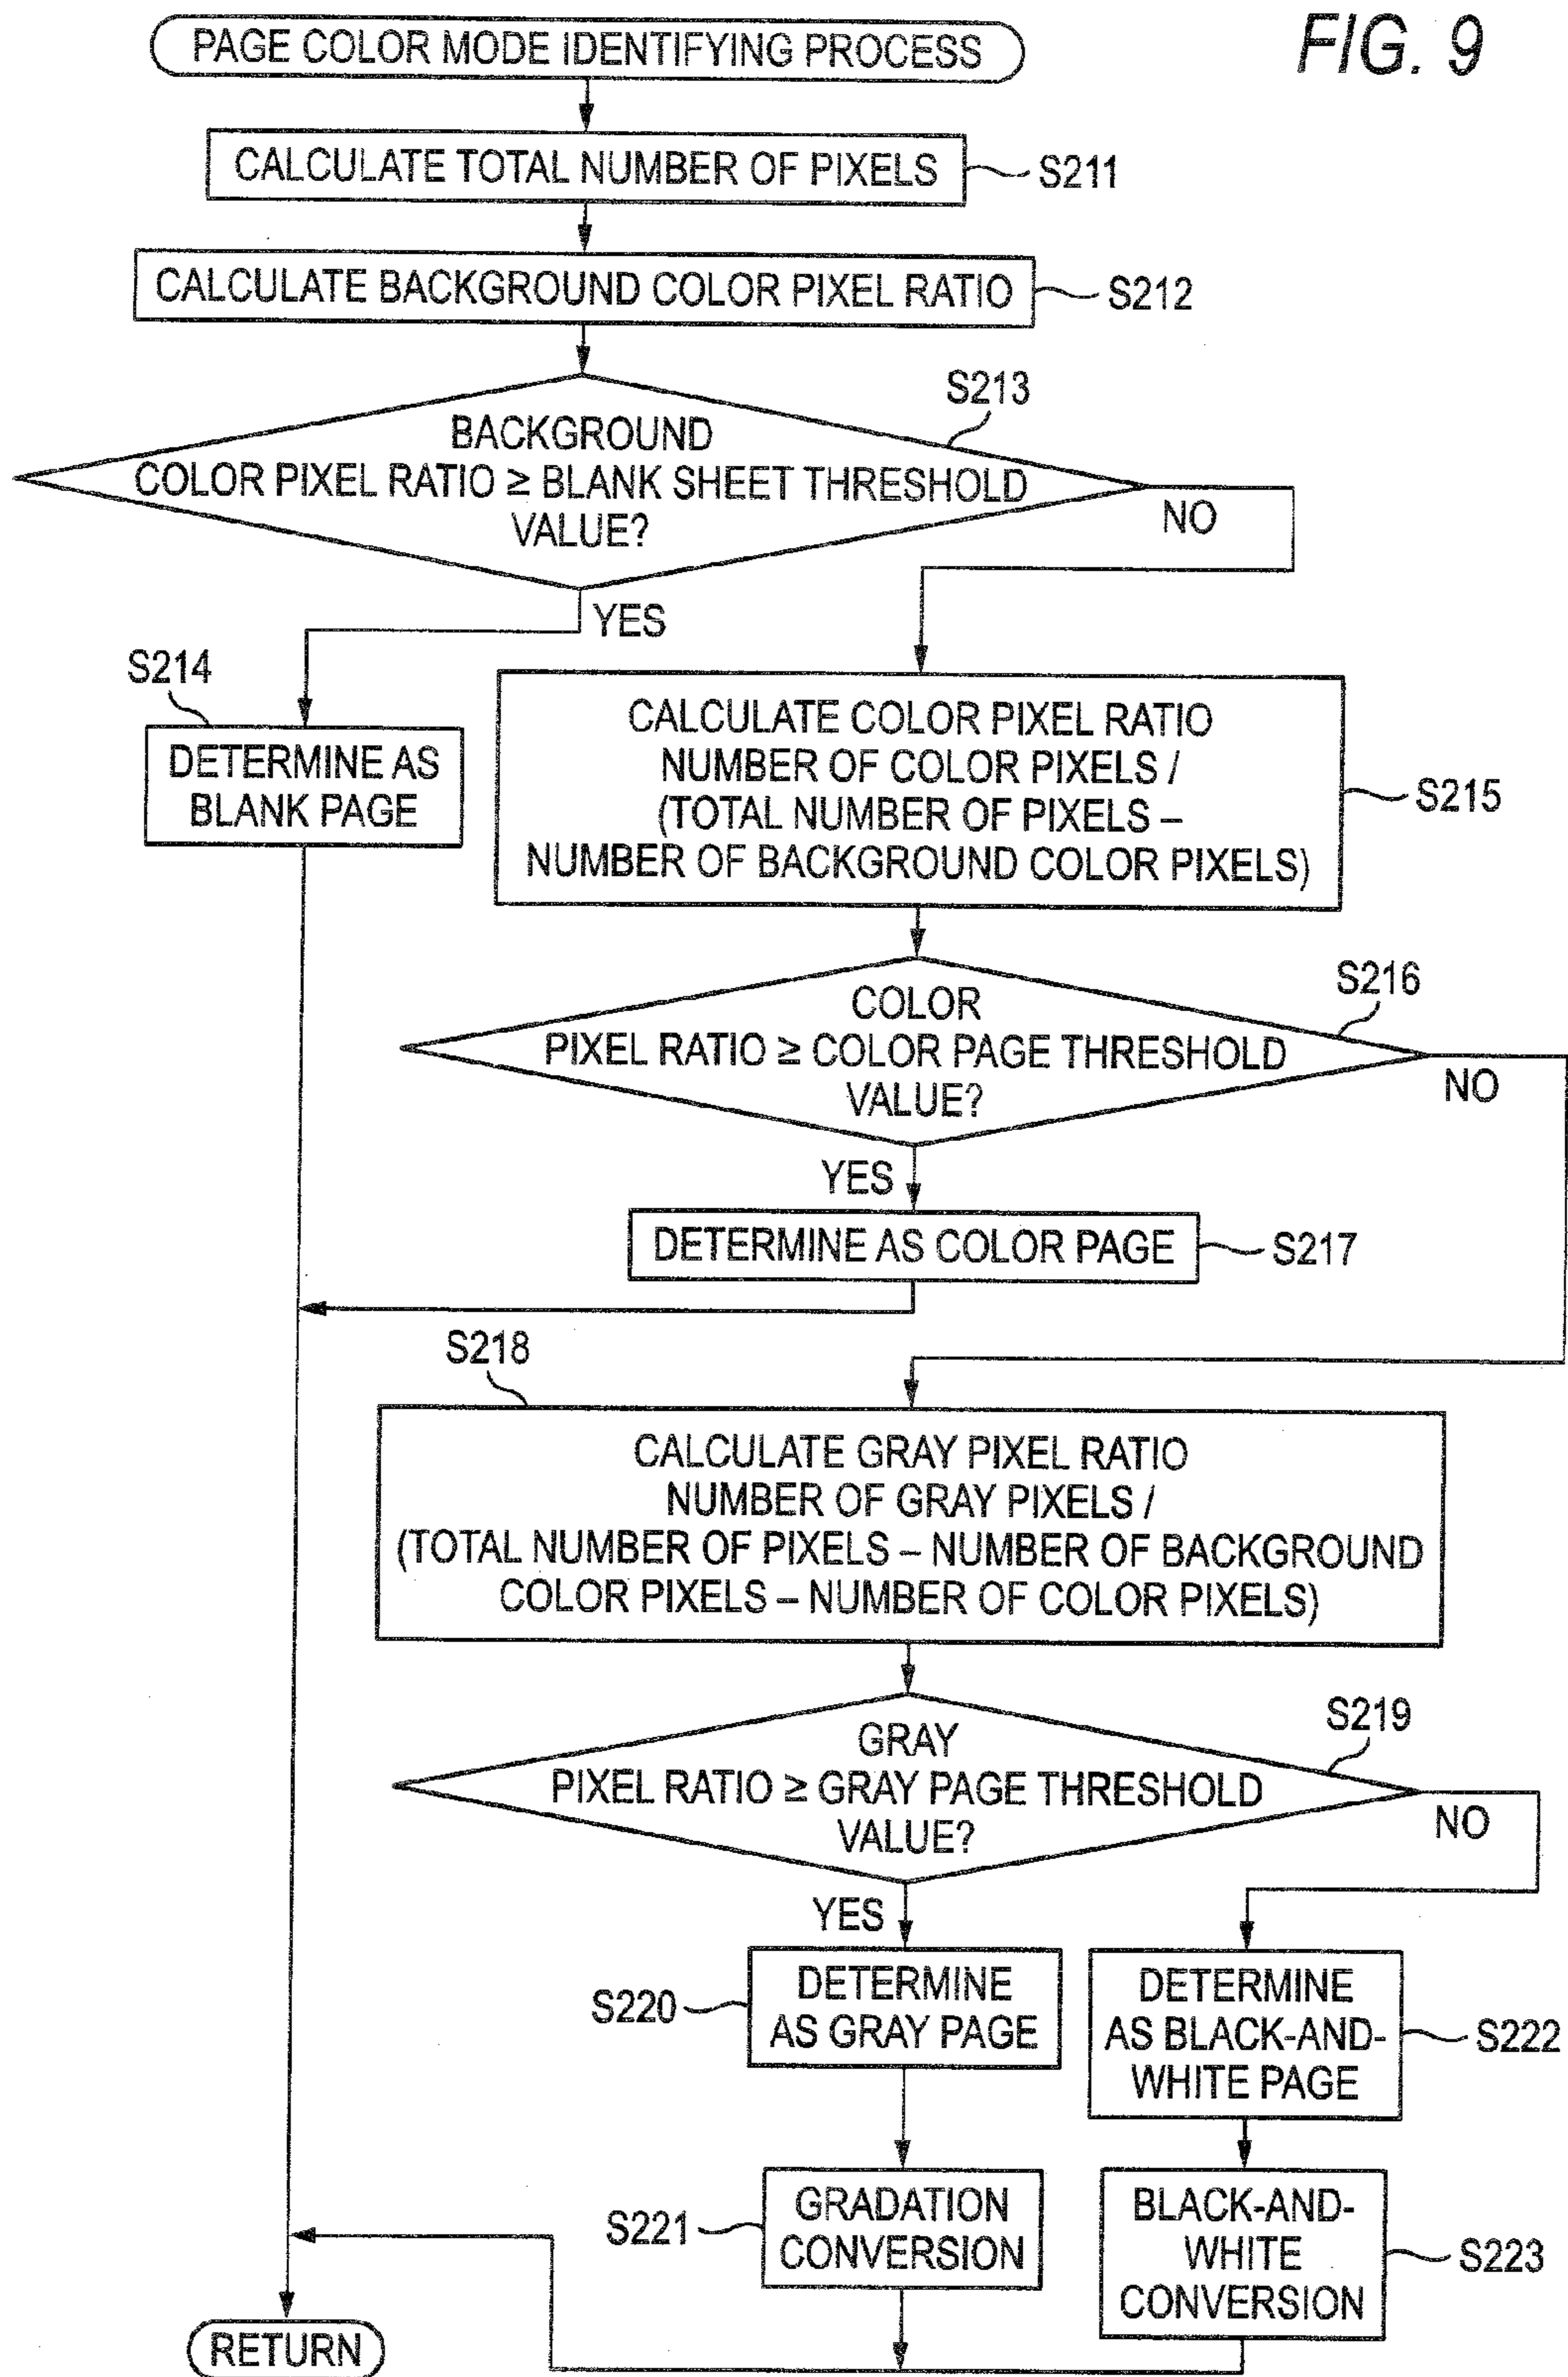 FIG. 9
PAGE COLOR MODE IDENTIFYING PROCESS
CALCULATE TOTAL NUMBER OF PIXELS
S211
CALCULATE BACKGROUND COLOR PIXEL RATIO
S212
S213
BACKGROUND
COLOR PIXEL RATIO ≥ BLANK SHEET THRESHOLD
VALUE?
NO
YES
S214
DETERMINE AS
BLANK PAGE
CALCULATE COLOR PIXEL RATIO
NUMBER OF COLOR PIXELS /
(TOTAL NUMBER OF PIXELS –
NUMBER OF BACKGROUND COLOR PIXELS)
S215
S216
COLOR
PIXEL RATIO ≥ COLOR PAGE THRESHOLD
VALUE?
NO
YES
DETERMINE AS COLOR PAGE
S217
S218
CALCULATE GRAY PIXEL RATIO
NUMBER OF GRAY PIXELS /
(TOTAL NUMBER OF PIXELS – NUMBER OF BACKGROUND
COLOR PIXELS – NUMBER OF COLOR PIXELS)
S219
GRAY
PIXEL RATIO ≥ GRAY PAGE THRESHOLD
VALUE?
NO
YES
S220
DETERMINE
AS GRAY PAGE
DETERMINE
AS BLACK-AND-
WHITE PAGE
S222
S221
GRADATION
CONVERSION
BLACK-AND-
WHITE
CONVERSION
S223
RETURN